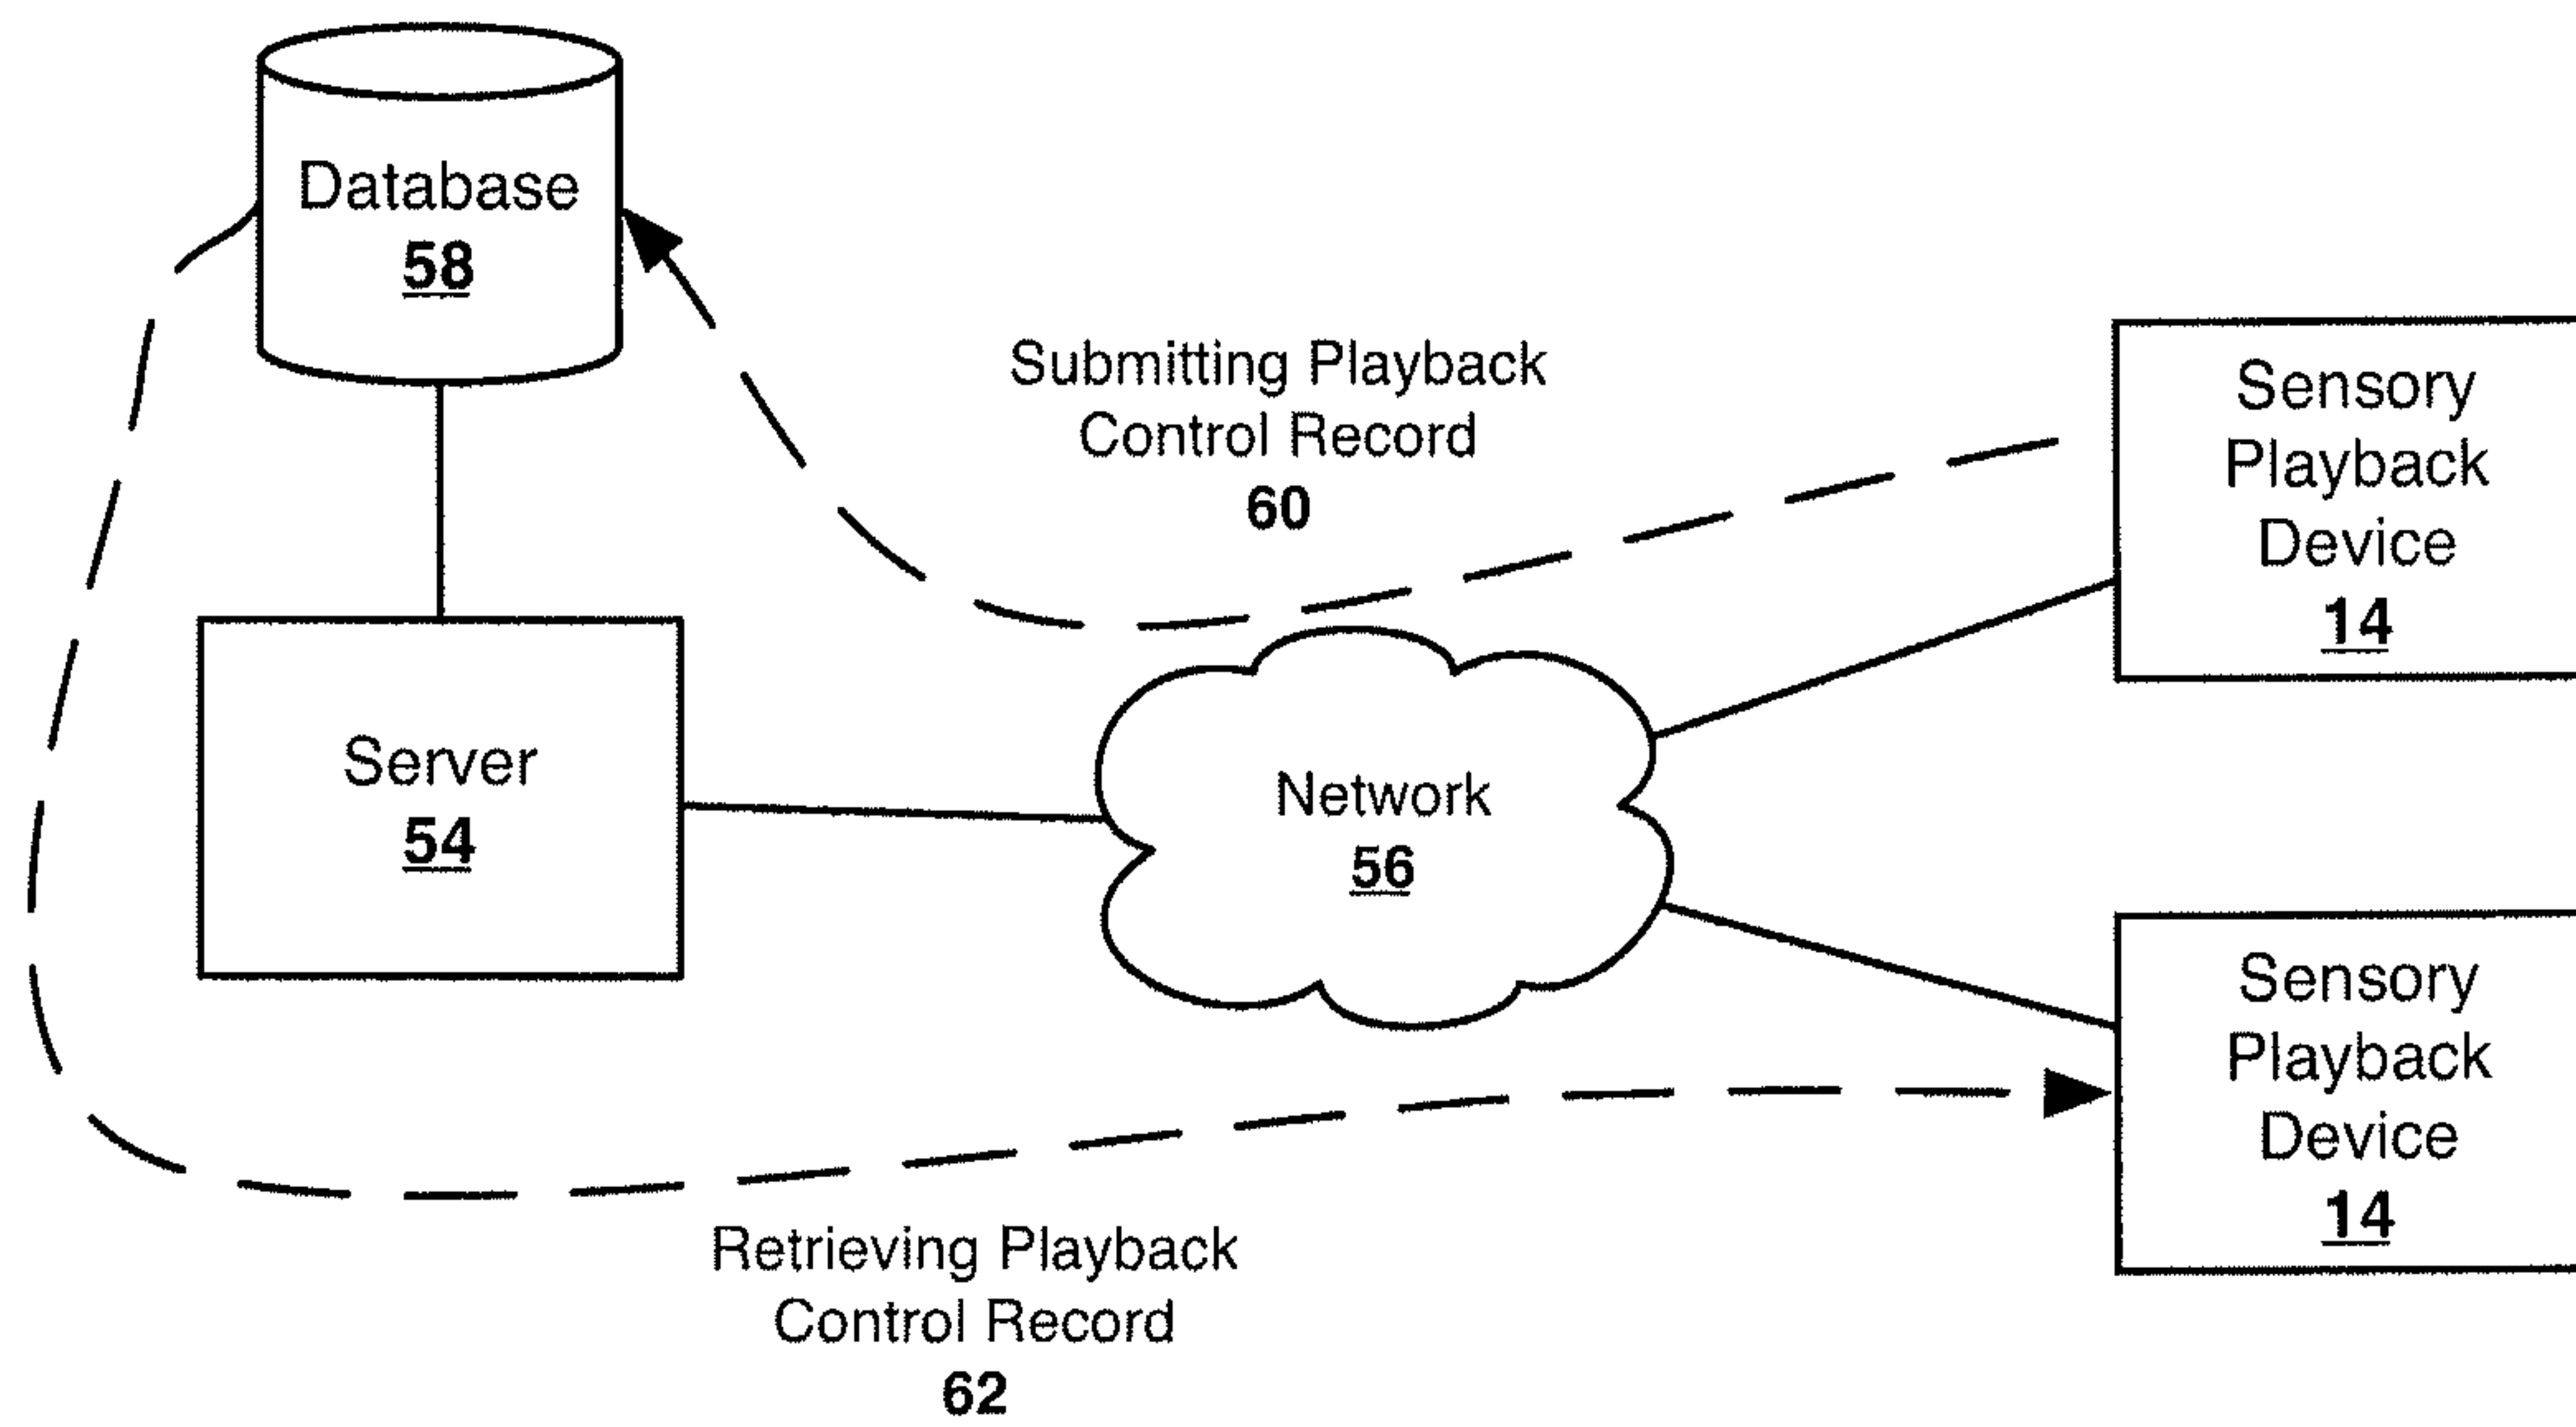 Database
58
Submitting Playback
Control Record
60
Sensory
Playback
Device
14
Server
54
Network
56
Sensory
Playback
Device
14
Retrieving Playback
Control Record
62